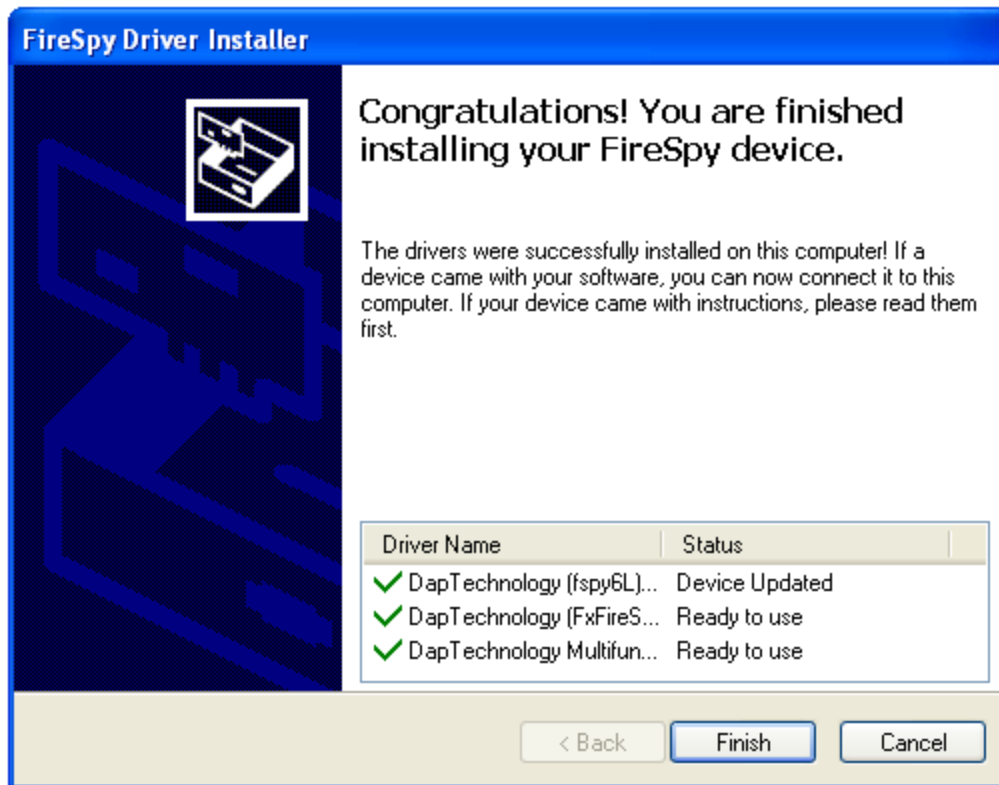 FireSpy Driver Installer
Congratulations! You are finished
installing your FireSpy device.
The drivers were successfully installed on this computer! If a
device came with your software, you can now connect it to this
computer. If your device came with instructions, please read them
first.
Driver Name Status
DapTechnology (fspy6L)... Device Updated
DapTechnology (FxFireS... Ready to use
DapTechnology Multifun... Ready to use
< Back Finish Cancel